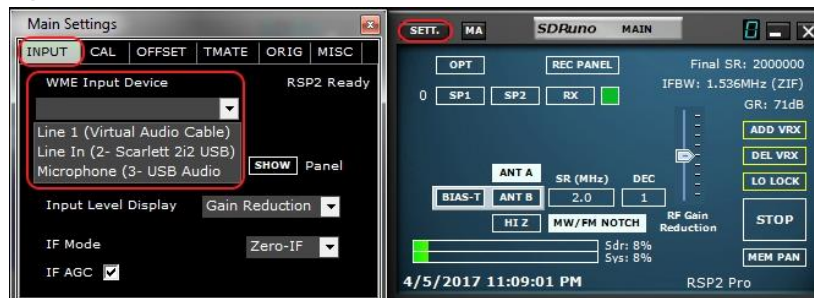 Main Settings
INPUT CAL OFFSET TMATE ORIG MISC
WME Input Device RSP2 Ready
Line 1 (Virtual Audio Cable)
Line In (2- Scarlett 2i2 USB)
Microphone (3- USB Audio
SHOW Panel
Input Level Display Gain Reduction
IF Mode Zero-IF
IF AGC
SETT. MA SDRuno MAIN
OPT REC PANEL Final SR: 2000000
IFBW: 1.536MHz (ZIF)
0 SP1 SP2 RX GR: 71dB
ADD VRX
DEL VRX
ANT A SR (MHz) DEC LO LOCK
BIAS-T ANT B 2.0 1
HI Z MW/FM NOTCH RF Gain Reduction STOP
Sdr: 8%
Sys: 8% MEM PAN
4/5/2017 11:09:01 PM RSP2 Pro